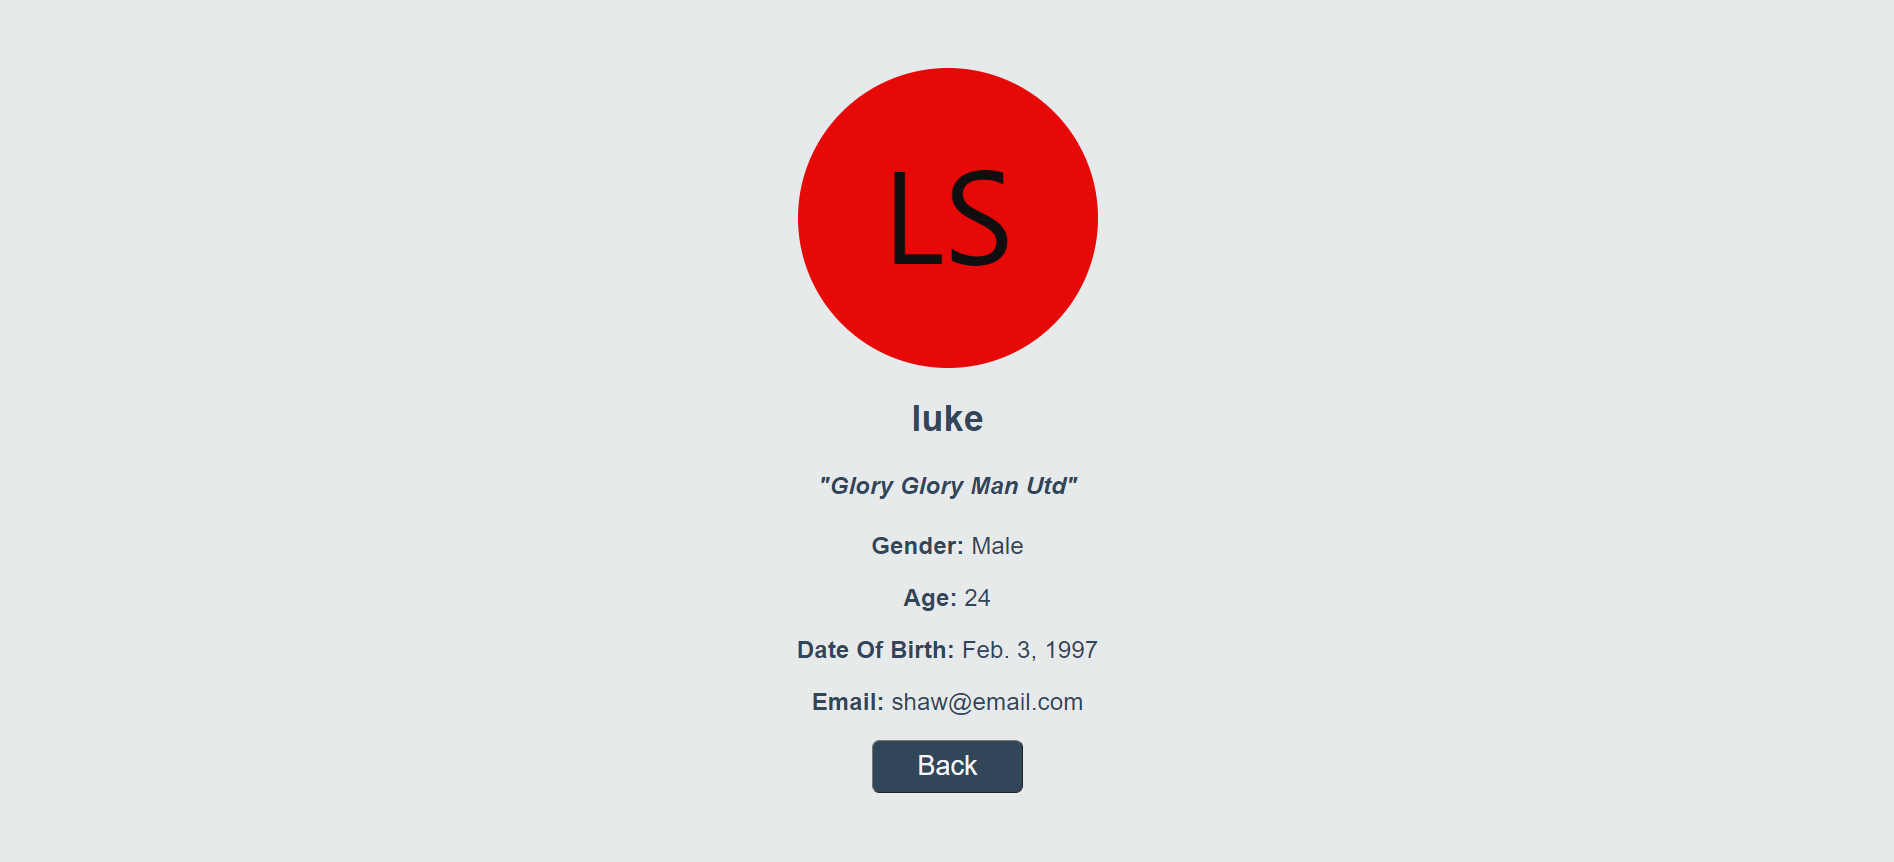 LS
luke
"Glory Glory Man Utd"
Gender: Male
Age: 24
Date Of Birth: Feb. 3, 1997
Email: shaw@email.com
Back